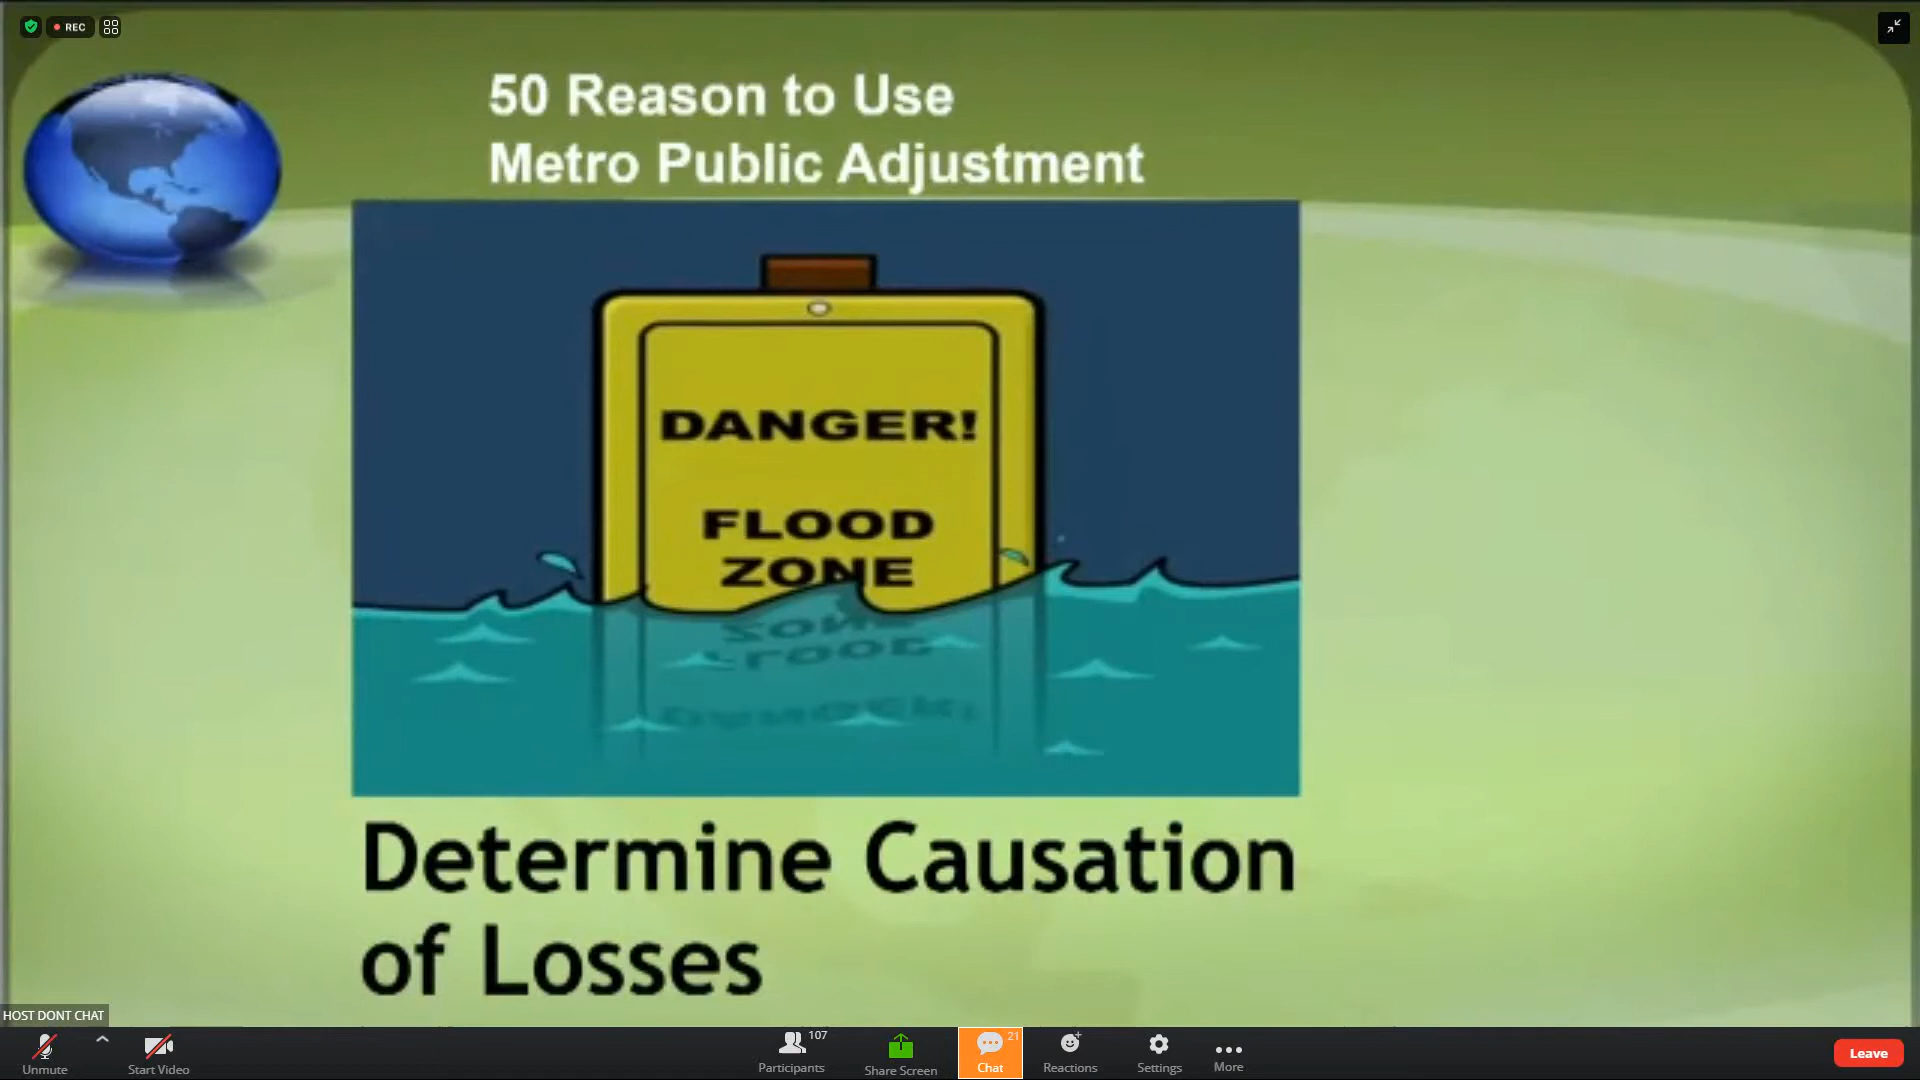 REC
50 Reason to Use
Metro Public Adjustment
DANGER!
FLOOD
ZONE
Determine Causation
of Losses
HOST DONT CHAT
Unmute
Start Video
107
Participants
Share Screen
21
Chat
Reactions
Settings
More
Leave